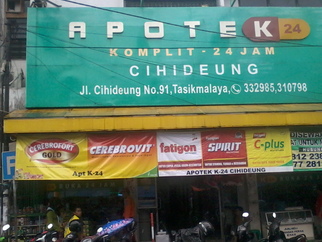 APOTEK 24
KOMPLIT - 24 JAM
CIHIDEUNG
Jl. Cihideung No.91, Tasikmalaya, 332985,310798
CEREBROFORT
GOLD
CEREBROVIT
fatigon
SPIRIT
C-plus
Apt K-24
APOTEK K-24 CIHIDEUNG
P